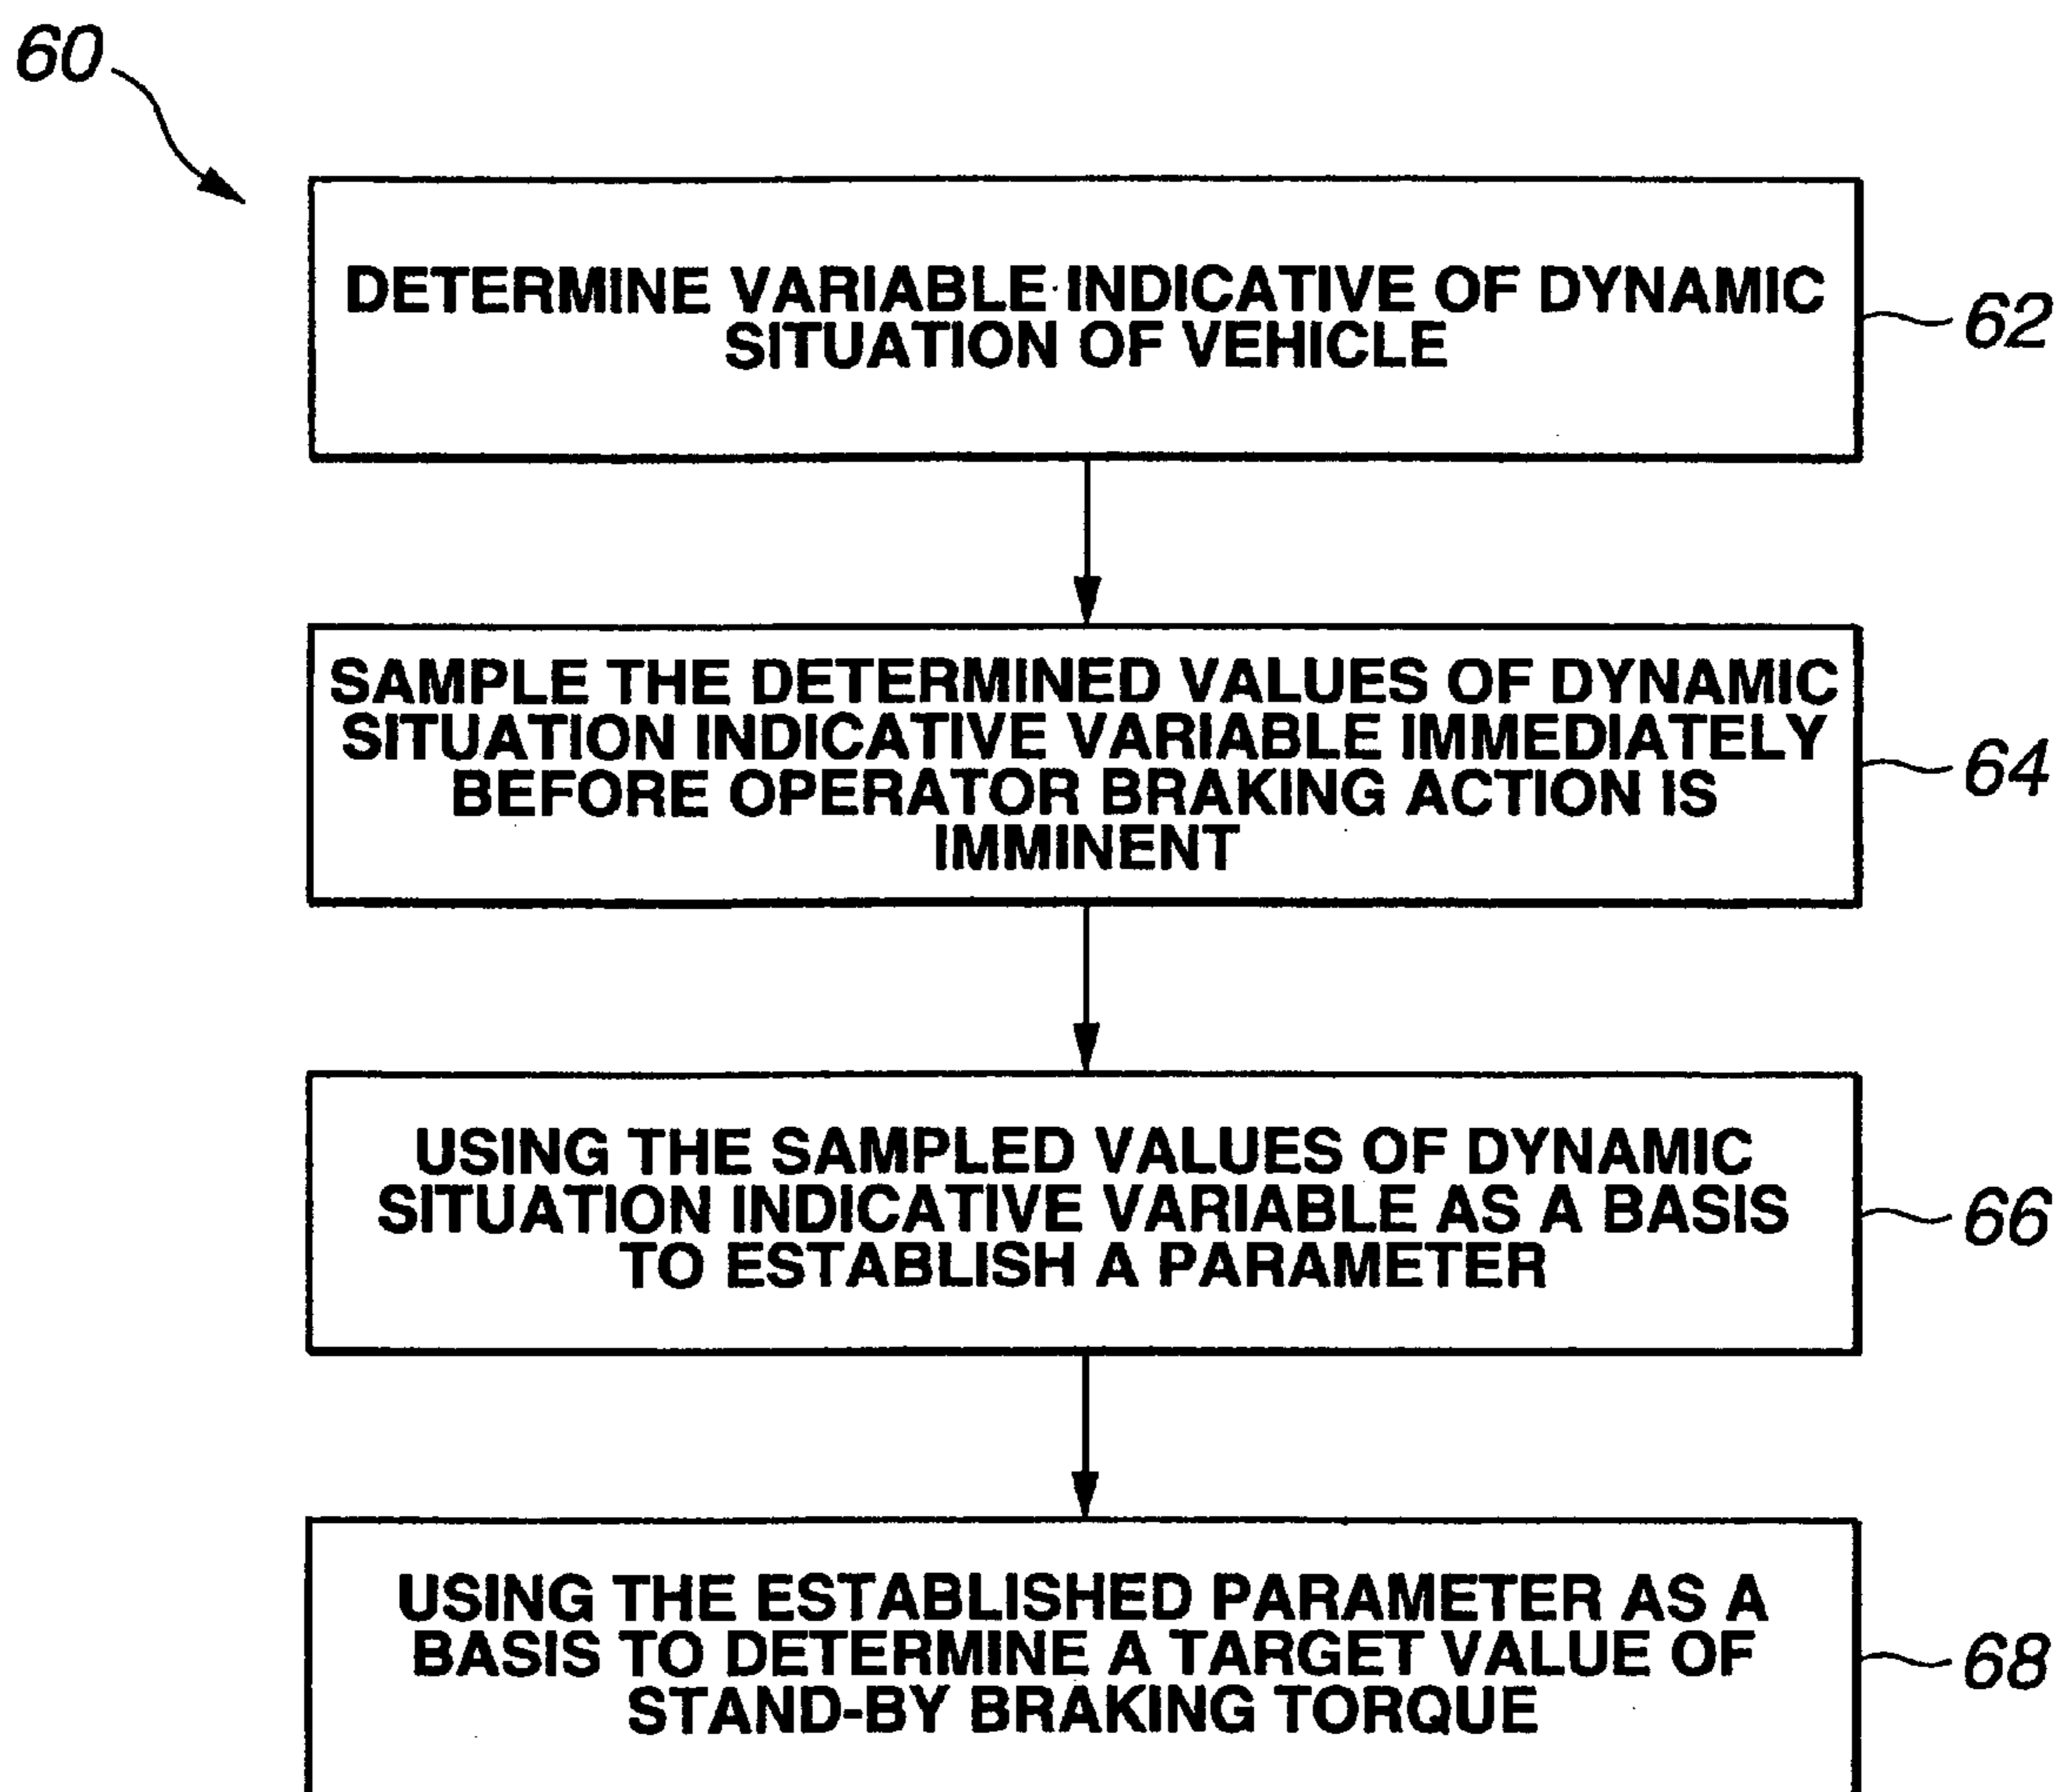 60
DETERMINE VARIABLE INDICATIVE OF DYNAMIC
SITUATION OF VEHICLE
62
SAMPLE THE DETERMINED VALUES OF DYNAMIC
SITUATION INDICATIVE VARIABLE IMMEDIATELY
BEFORE OPERATOR BRAKING ACTION IS
IMMINENT
64
USING THE SAMPLED VALUES OF DYNAMIC
SITUATION INDICATIVE VARIABLE AS A BASIS
TO ESTABLISH A PARAMETER
66
USING THE ESTABLISHED PARAMETER AS A
BASIS TO DETERMINE A TARGET VALUE OF
STAND-BY BRAKING TORQUE
68